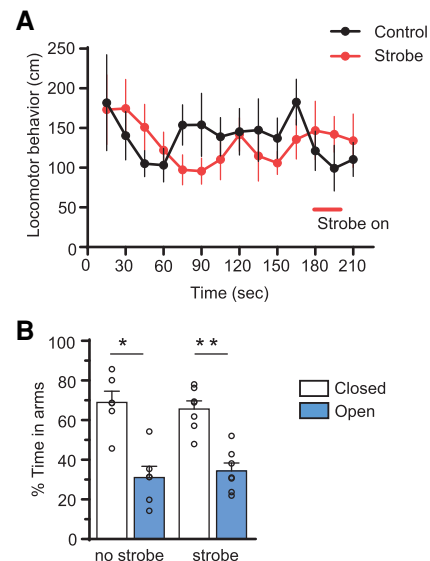 A
Control
Strobe
Locomotor behavior (cm)
250
200
150
100
50
0
0 30 60 90 120 150 180 210
Strobe on
Time (sec)
B
% Time in arms
100
80
60
40
20
0
* **
Closed
Open
no strobe strobe